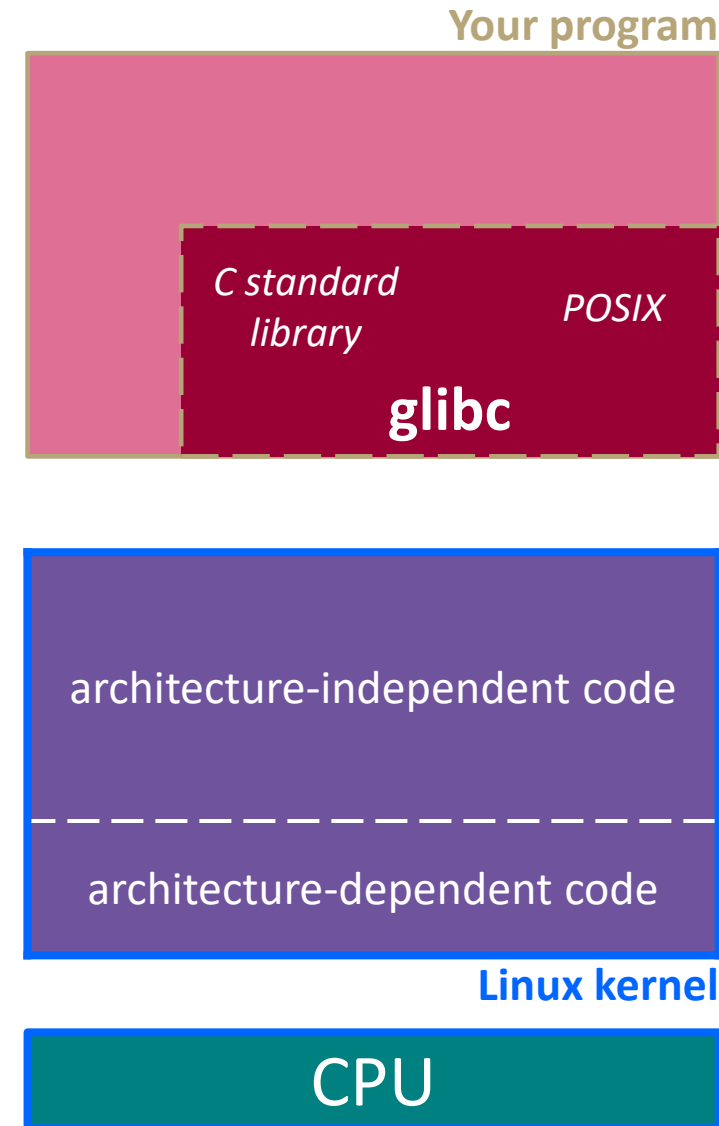 Your program
C standard
library
POSIX
glibc
architecture-independent code
architecture-dependent code
Linux kernel
CPU